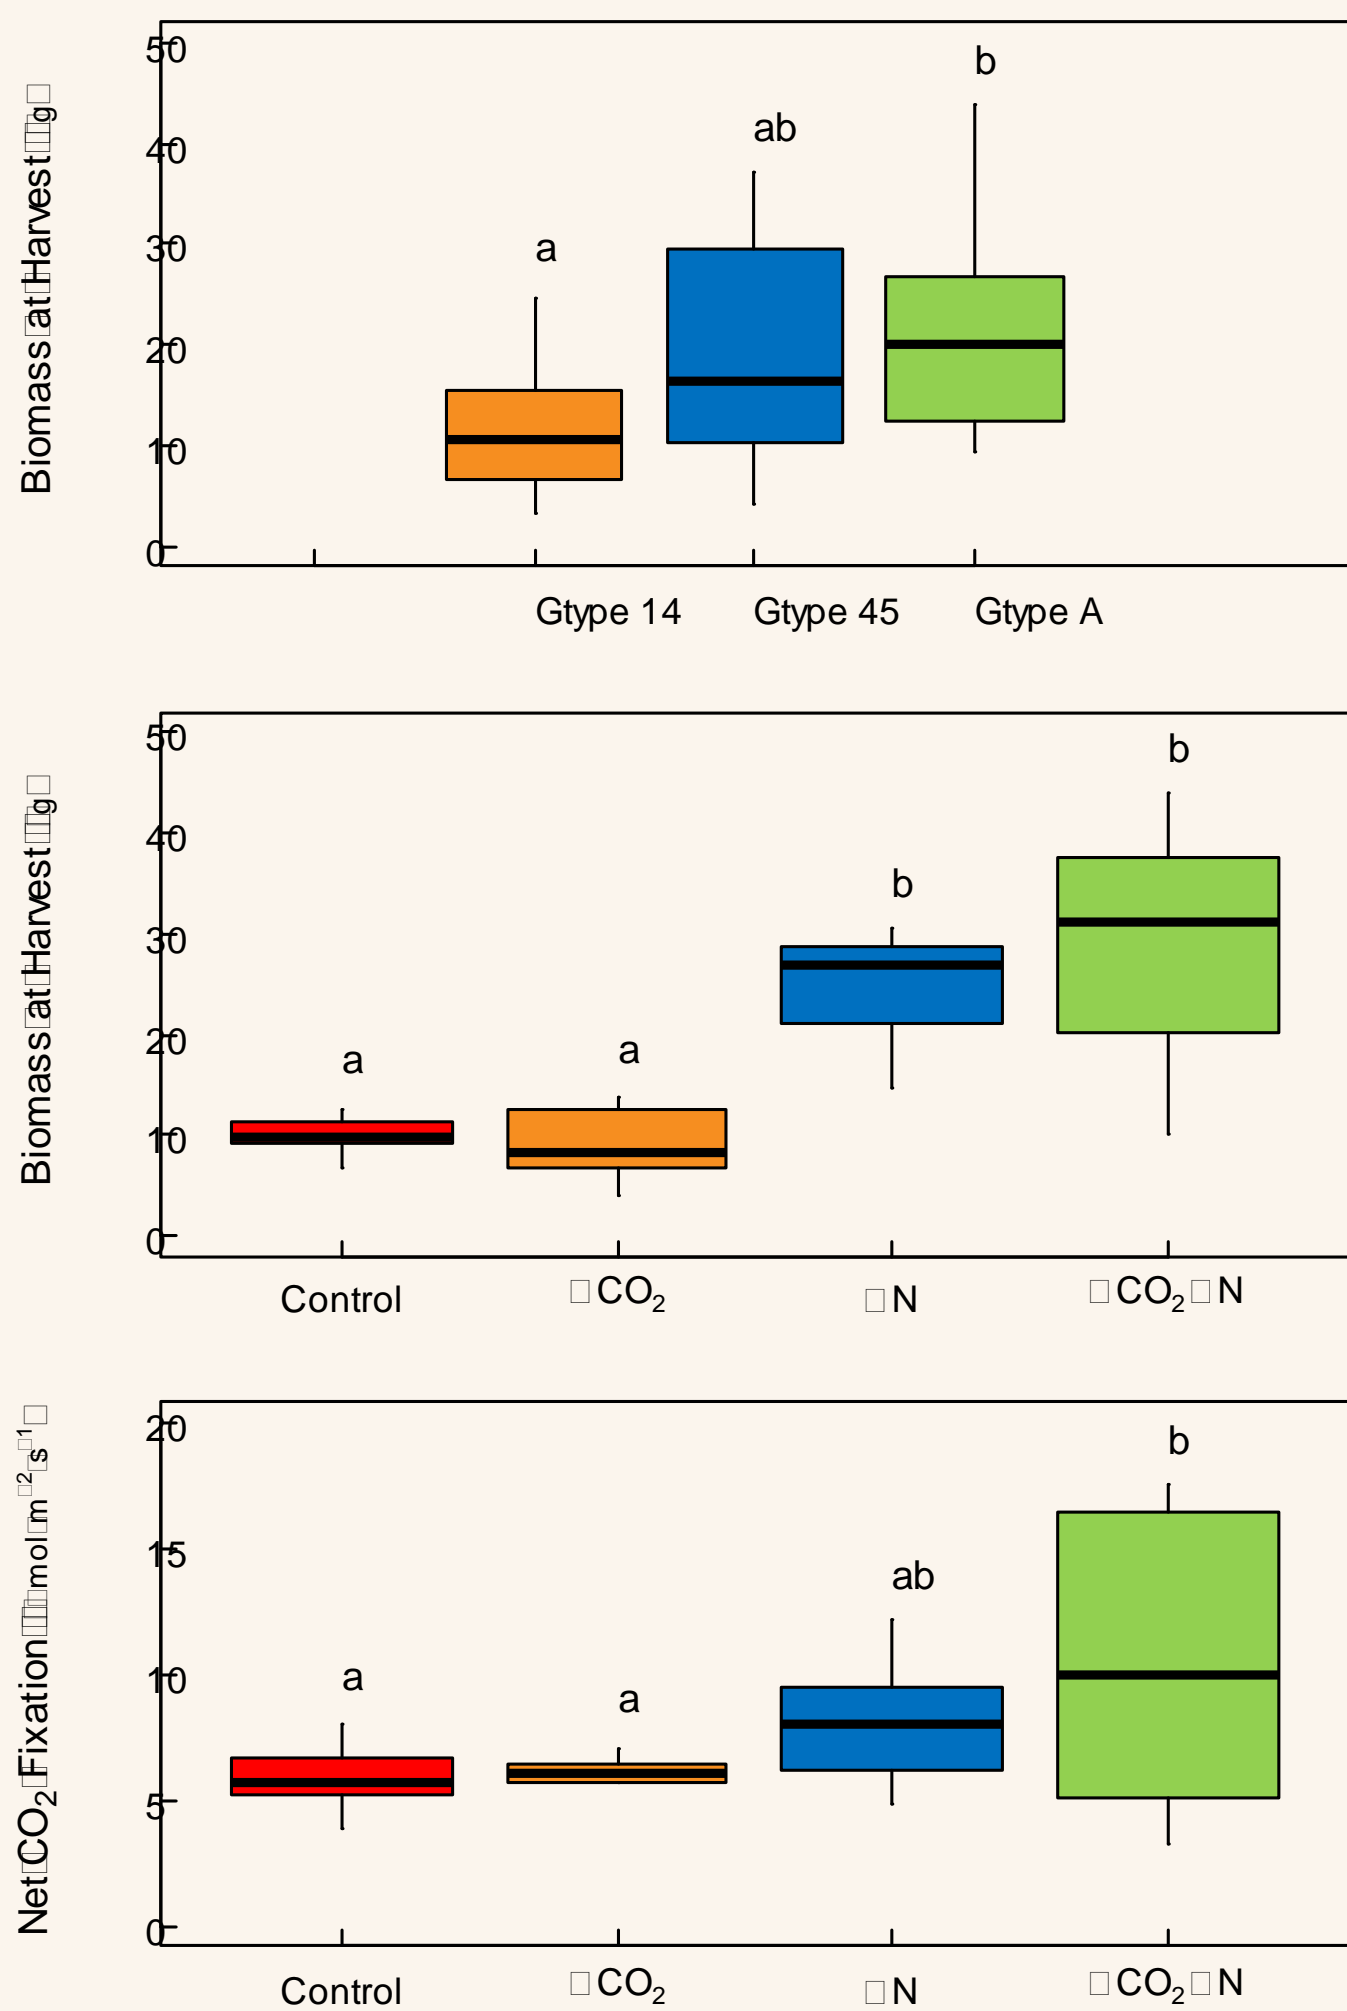 Biomass at Harvest g
50
40
30
20
10
0
a
ab
b
Gtype 14 Gtype 45 Gtype A
Biomass at Harvest g
50
40
30
20
10
0
a
a
b
b
Control □CO₂ □N □CO₂□N
Net CO₂ Fixation mol m □2 s □1
20
15
10
5
0
a
a
ab
b
Control □CO₂ □N □CO₂□N